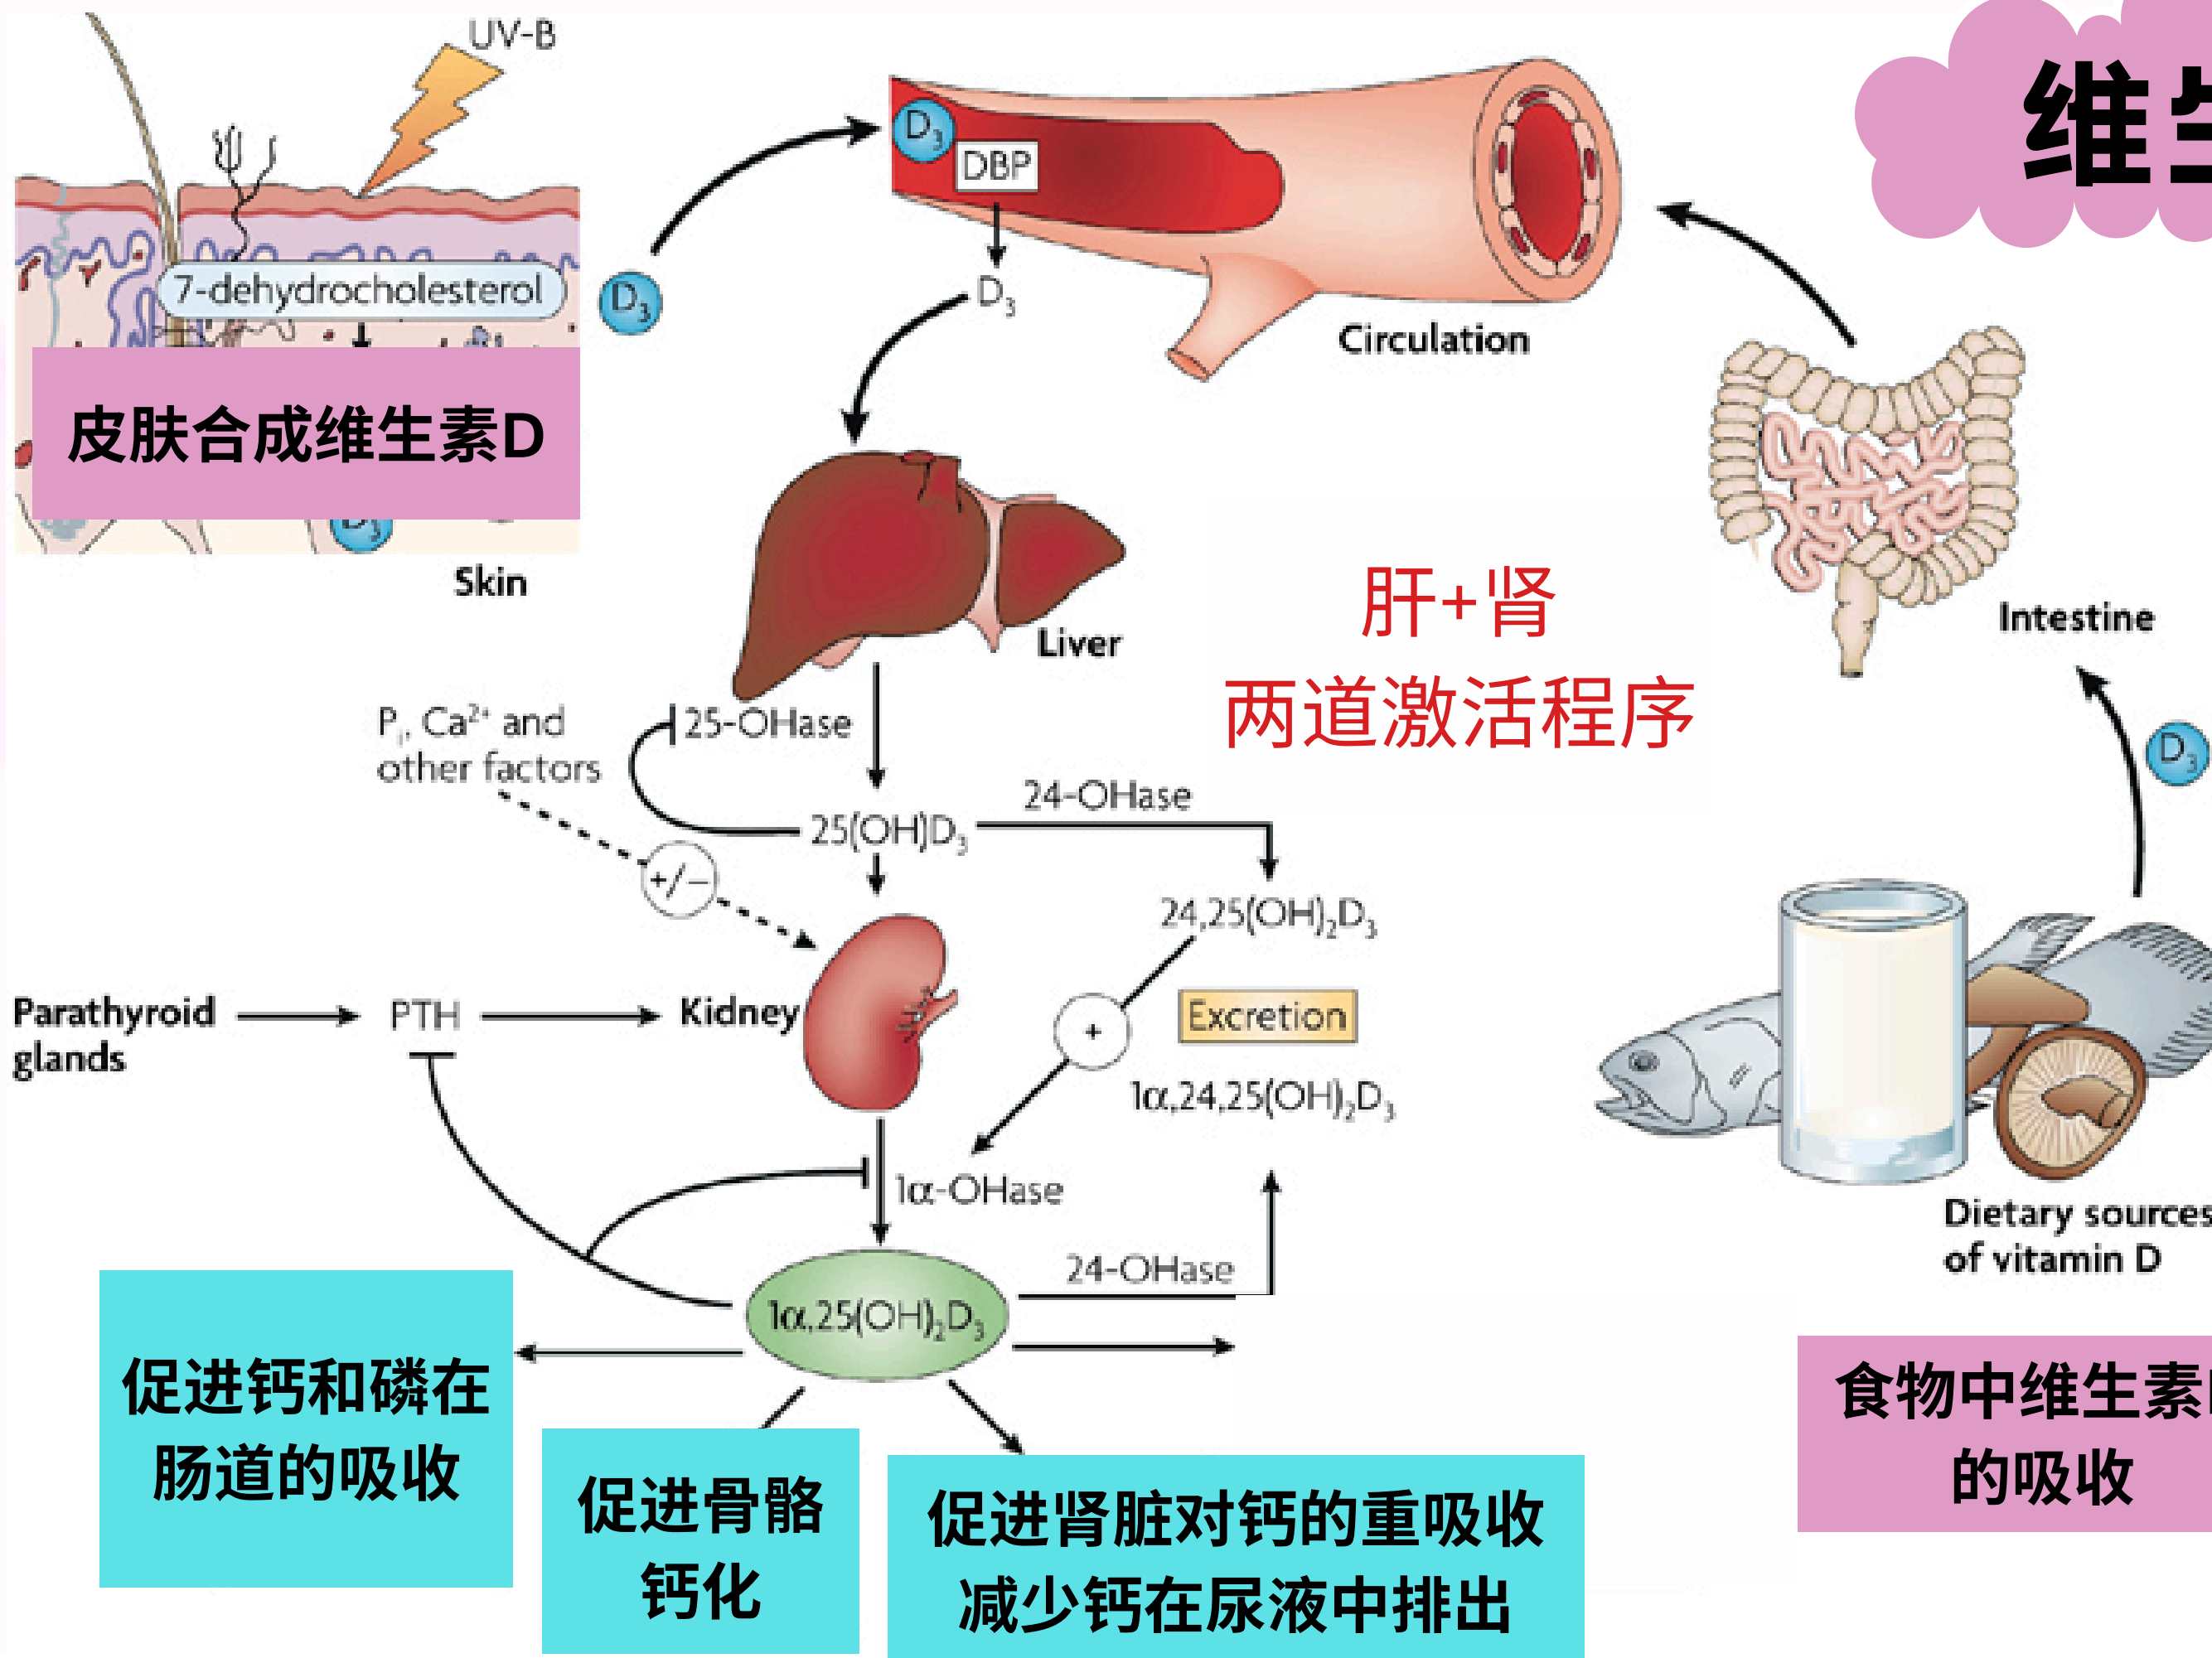 UV-B
维生
D₃
DBP
7-dehydrocholesterol
D₃
D₃
Circulation
皮肤合成维生素D
D₃
Skin
肝+肾
Intestine
Liver
两道激活程序
Pᵢ, Ca²⁺ and
other factors
25-OHase
D₃
24-OHase
25(OH)D₃
+/−
24,25(OH)₂D₃
Parathyroid
glands
PTH
Kidney
+
Excretion
1α,24,25(OH)₂D₃
1α-OHase
Dietary sources
of vitamin D
24-OHase
1α,25(OH)₂D₃
促进钙和磷在
肠道的吸收
食物中维生素
的吸收
促进骨骼
钙化
促进肾脏对钙的重吸收
减少钙在尿液中排出